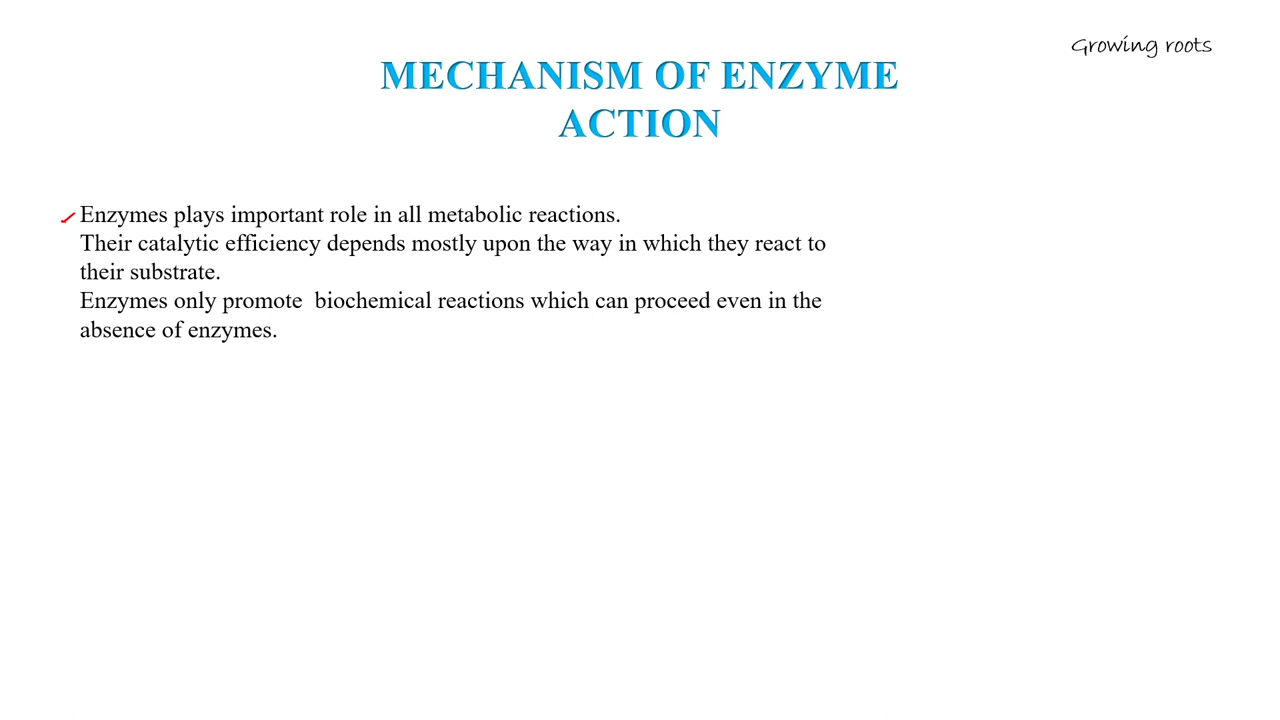 Growing roots
MECHANISM OF ENZYME
ACTION
Enzymes plays important role in all metabolic reactions.
Their catalytic efficiency depends mostly upon the way in which they react to
their substrate.
Enzymes only promote  biochemical reactions which can proceed even in the
absence of enzymes.